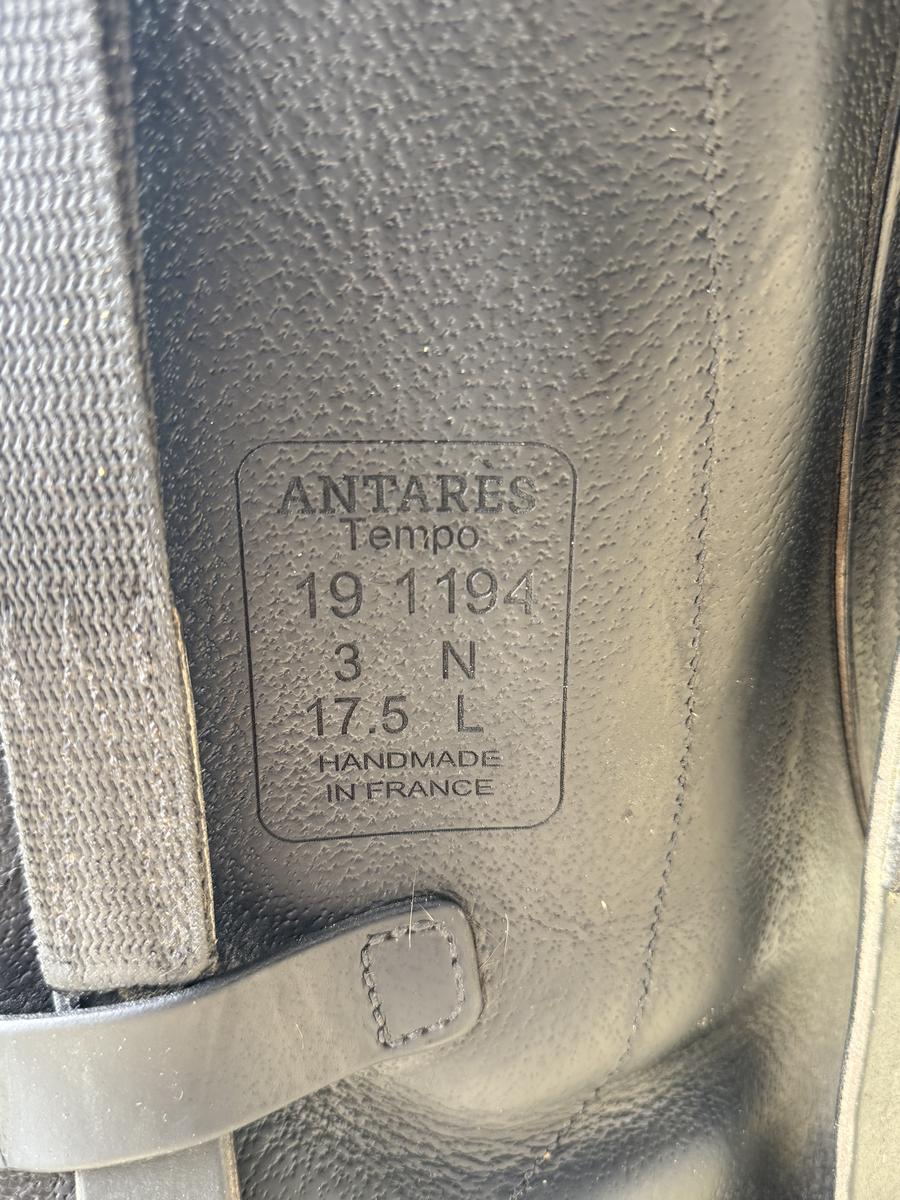 ANTARÈS
Tempo
19 1194
3 N
17.5 L
HANDMADE
IN FRANCE